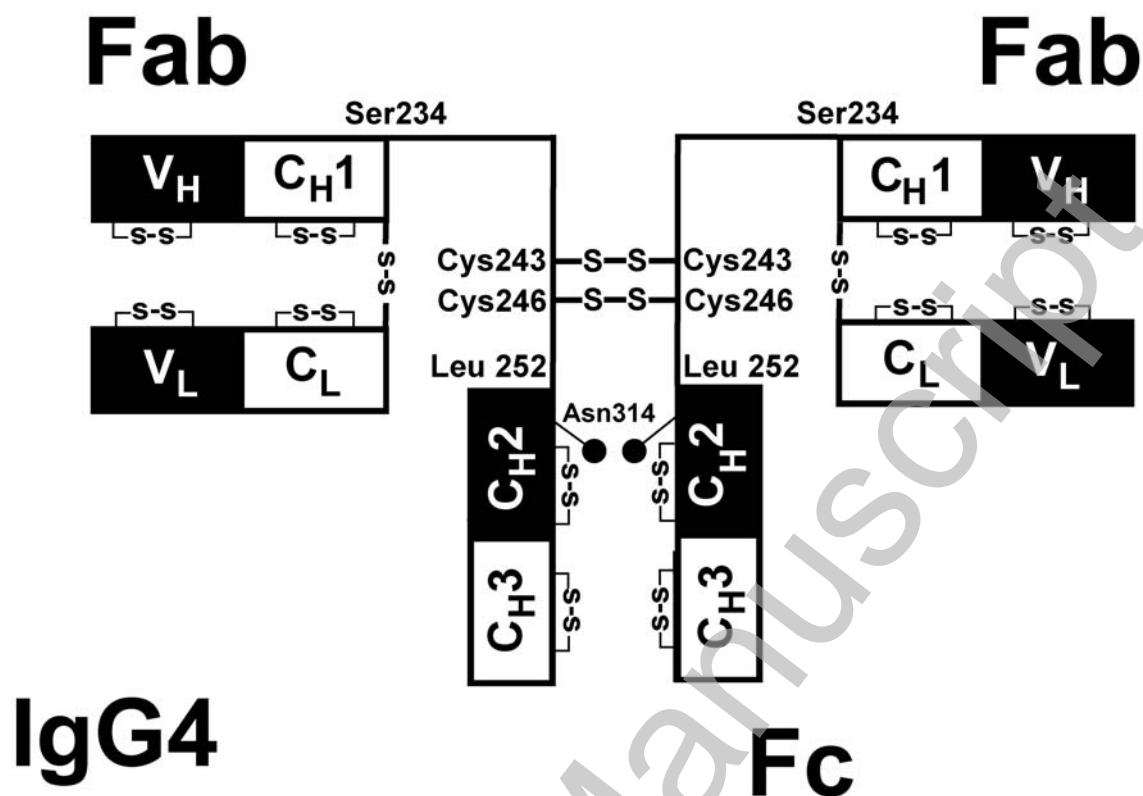 Fab Fab
Ser234 Ser234
VH CH1 CH1 VH
S-S S-S S-S S-S
S-S S-S
Cys243 S S Cys243
Cys246 S S Cys246
S-S S-S S-S S-S
VL CL CL VL
Leu 252 Leu 252
Asn314
CH2 CH2
S-S S-S
CH3 CH3
S-S S-S
IgG4
Fc
Manuscript